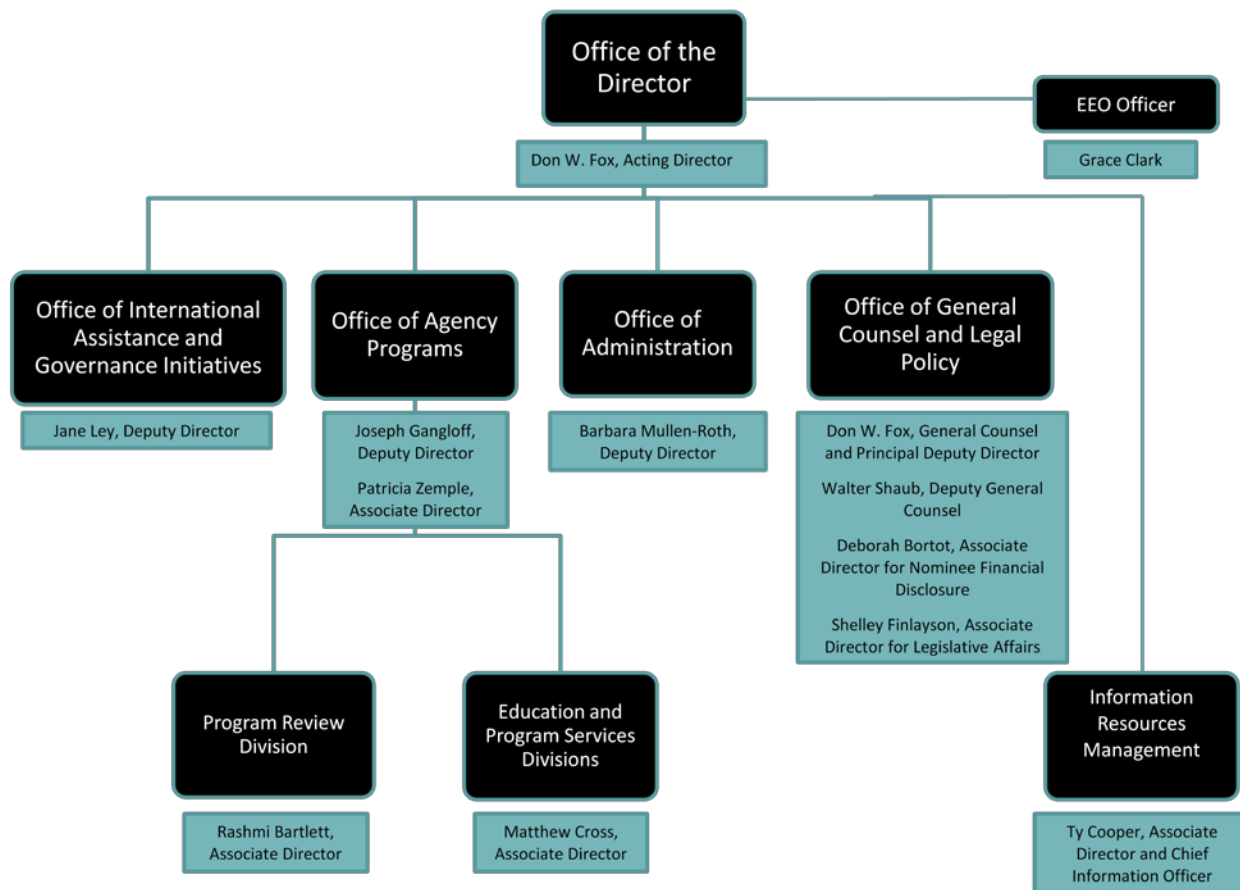 Office of the
Director
EEO Officer
Don W. Fox, Acting Director
Grace Clark
Office of International
Assistance and
Governance Initiatives
Office of Agency
Programs
Office of
Administration
Office of General
Counsel and Legal
Policy
Jane Ley, Deputy Director
Joseph Gangloff,
Deputy Director
Patricia Zemple,
Associate Director
Barbara Mullen-Roth,
Deputy Director
Don W. Fox, General Counsel
and Principal Deputy Director
Walter Shaub, Deputy General
Counsel
Deborah Bortot, Associate
Director for Nominee Financial
Disclosure
Shelley Finlayson, Associate
Director for Legislative Affairs
Program Review
Division
Education and
Program Services
Divisions
Information
Resources
Management
Rashmi Bartlett,
Associate Director
Matthew Cross,
Associate Director
Ty Cooper, Associate
Director and Chief
Information Officer